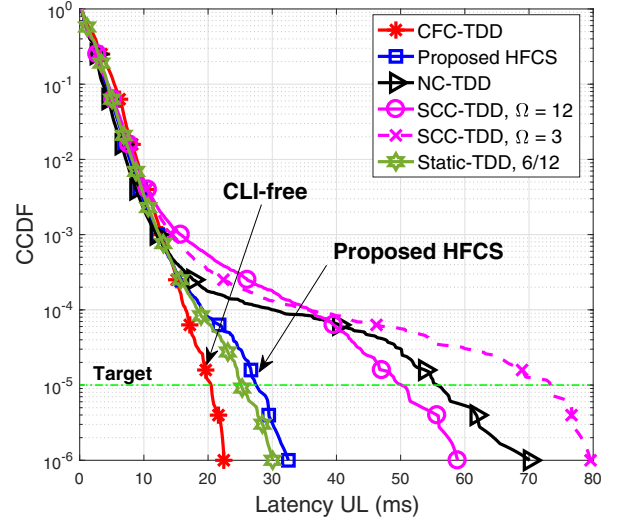 CFC-TDD
Proposed HFCS
NC-TDD
SCC-TDD, Ω = 12
SCC-TDD, Ω = 3
Static-TDD, 6/12
CLI-free
Proposed HFCS
Target
CCDF
1
10^-1
10^-2
10^-3
10^-4
10^-5
10^-6
0 10 20 30 40 50 60 70 80
Latency UL (ms)